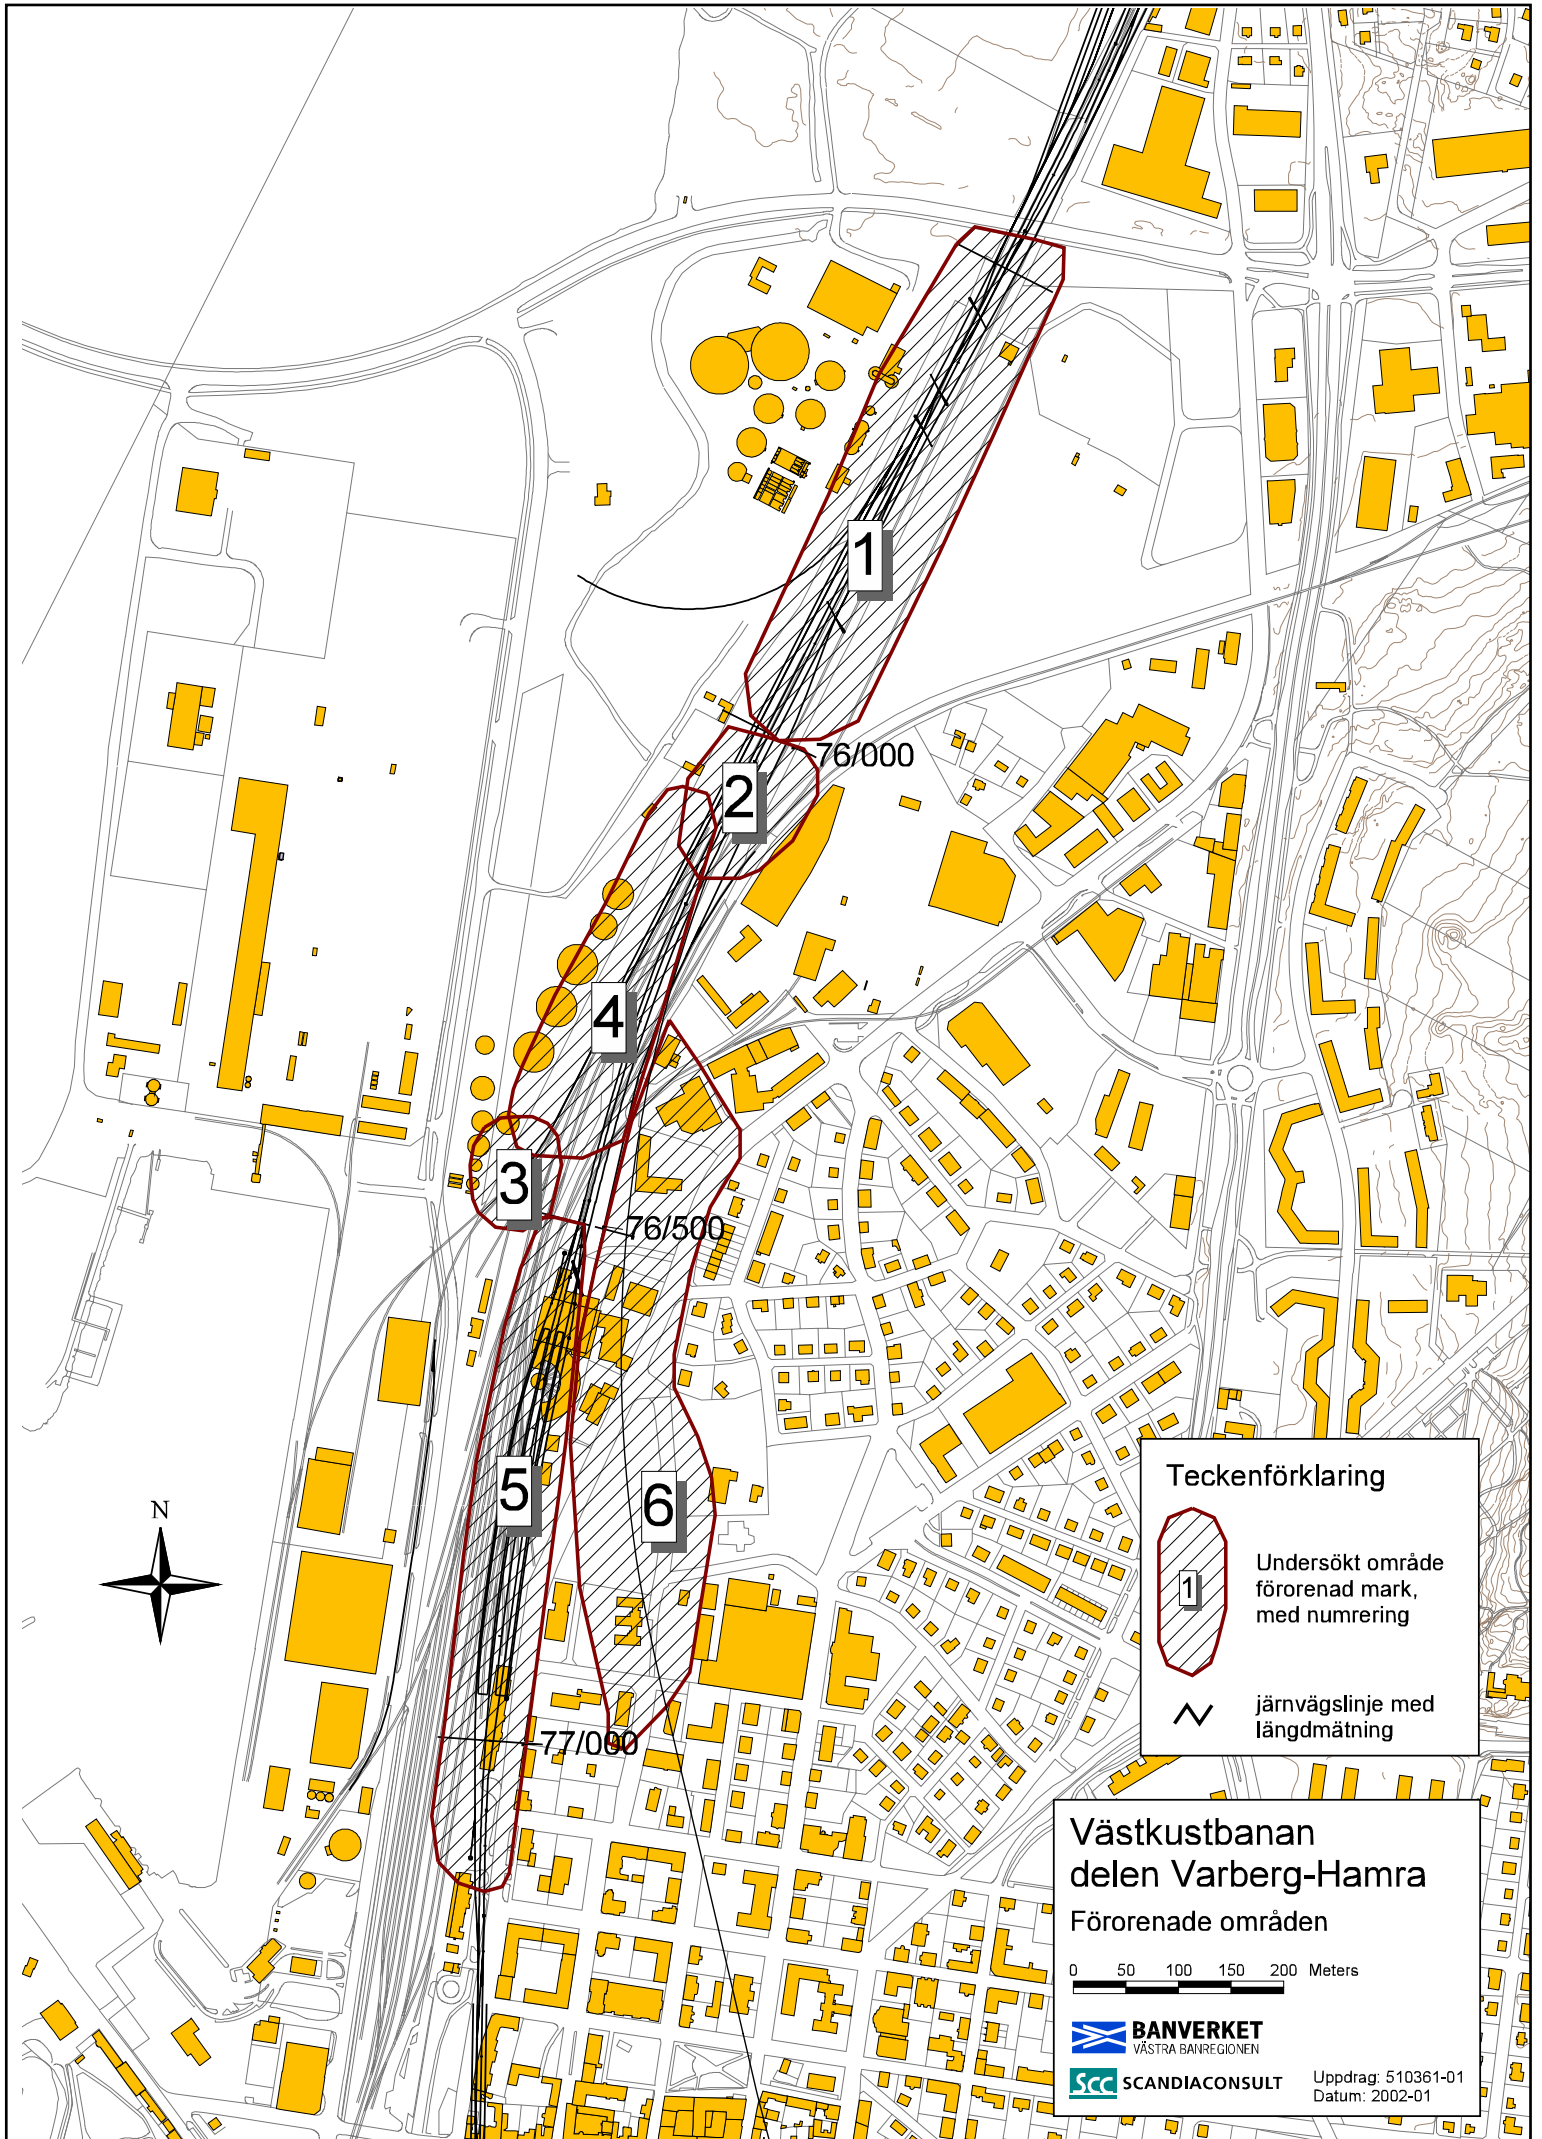 1
76/000
2
4
3
76/500
5
6
N
77/000
Teckenförklaring
1
Undersökt område
förorenad mark,
med numrering
järnvägslinje med
längdmätning
Västkustbanan
delen Varberg-Hamra
Förorenade områden
0 50 100 150 200 Meters
BANVERKET
VÄSTRA BANREGIONEN
Scc SCANDIACONSULT
Uppdrag: 510361-01
Datum: 2002-01